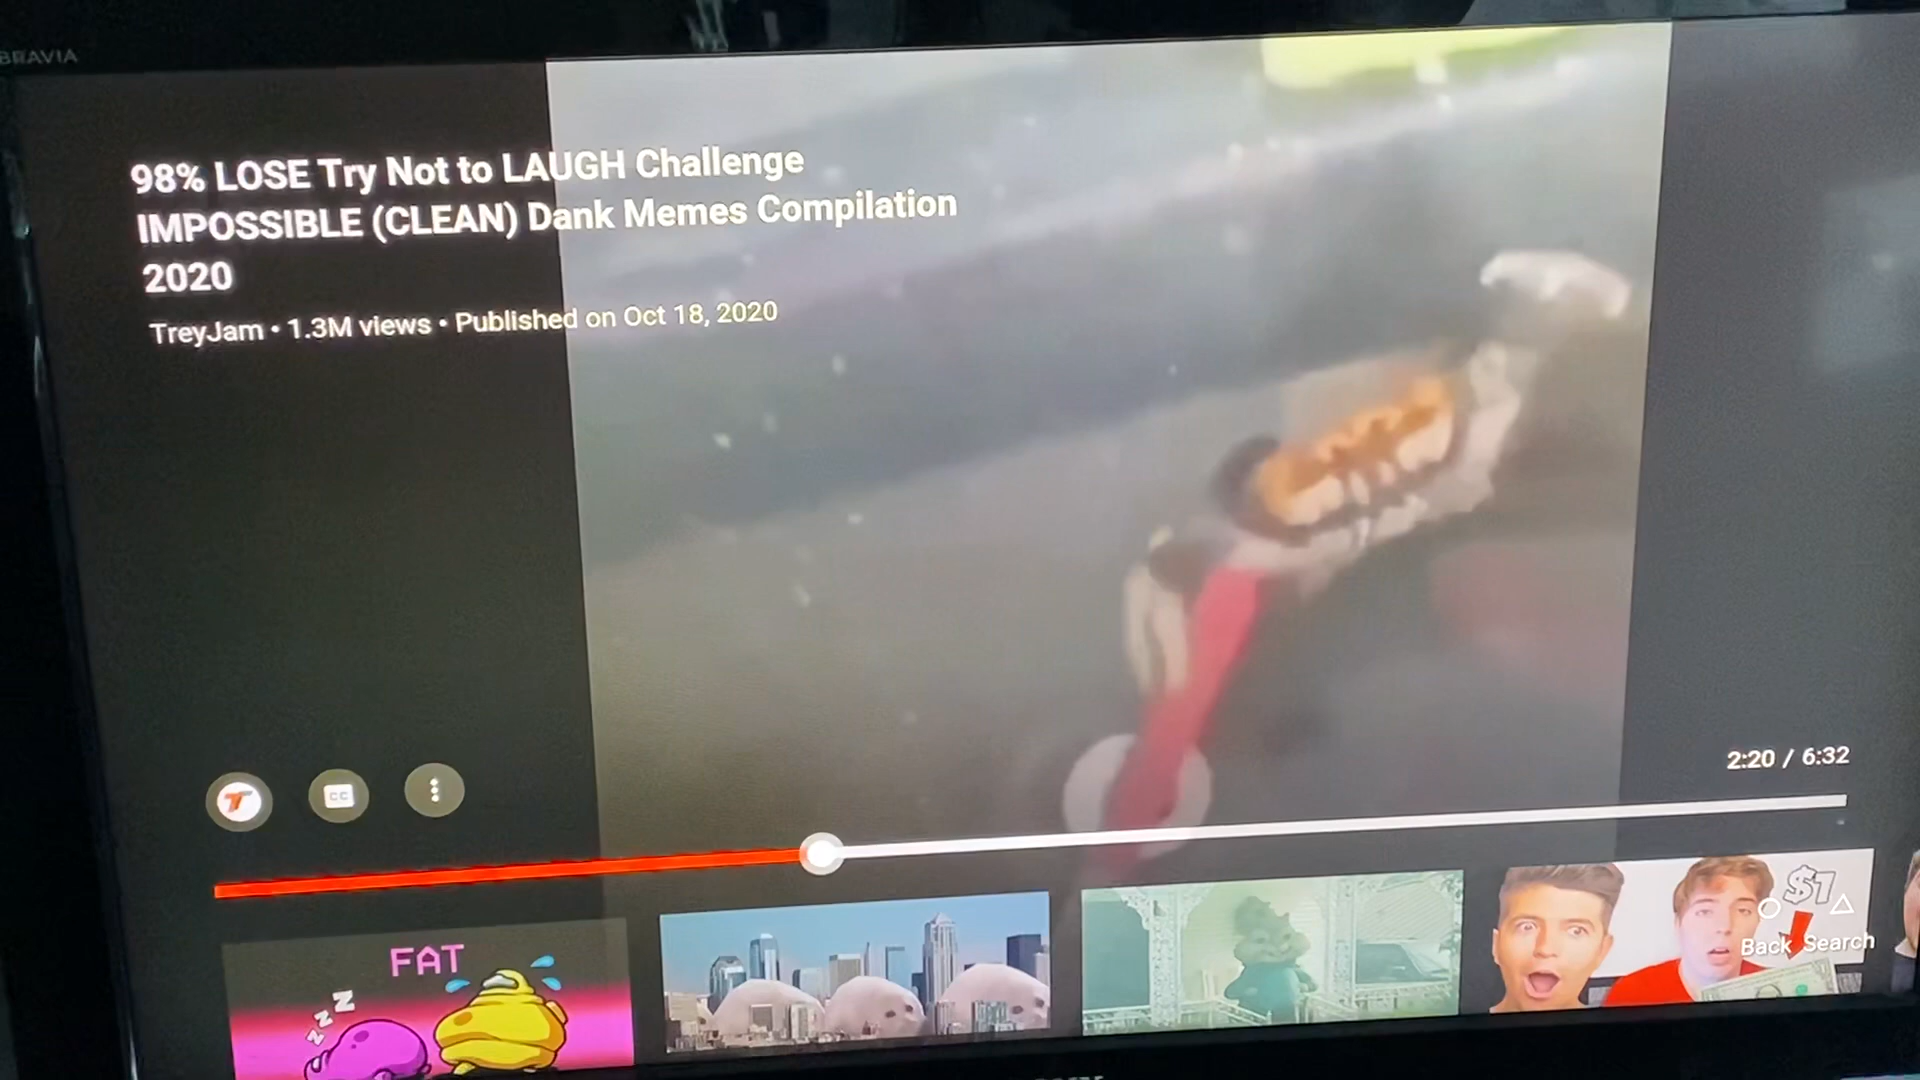 BRAVIA
98% LOSE Try Not to LAUGH Challenge
IMPOSSIBLE (CLEAN) Dank Memes Compilation
2020
TreyJam • 1.3M views • Published on Oct 18, 2020
T
CC
2:20 / 6:32
FAT
z z z
$1
Back Search